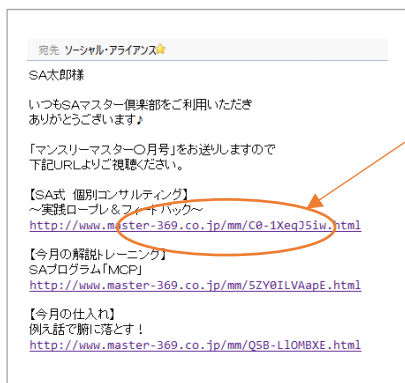 宛先 ソーシャル・アライアンス
SA太郎様
いつもSAマスター倶楽部をご利用いただき
ありがとうございます♪
「マンスリーマスター〇月号」をお送りしますので
下記URLよりご視聴ください。
【SA式 個別コンサルティング】
～実践ロープレ＆フィードバック～
http://www.master-369.co.jp/mm/C0-1XeqJ5iw.html
【今月の解説トレーニング】
SAプログラム「MCP」
http://www.master-369.co.jp/mm/5ZY0ILVAapE.html
【今月の仕入れ】
例え話で腑に落とす！
http://www.master-369.co.jp/mm/Q5B-LlOMBXE.html